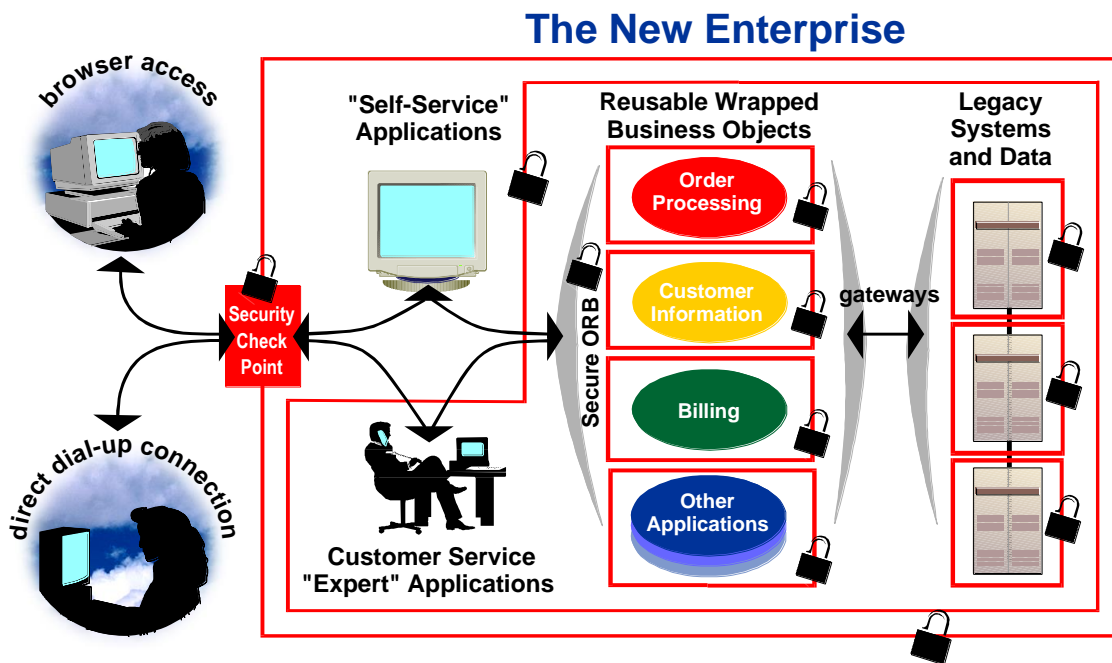 The New Enterprise
browser access
"Self-Service"
Applications
Reusable Wrapped
Business Objects
Legacy
Systems
and Data
Order
Processing
Security
Check
Point
Customer
Information
gateways
Secure ORB
Billing
direct dial-up connection
Other
Applications
Customer Service
"Expert" Applications